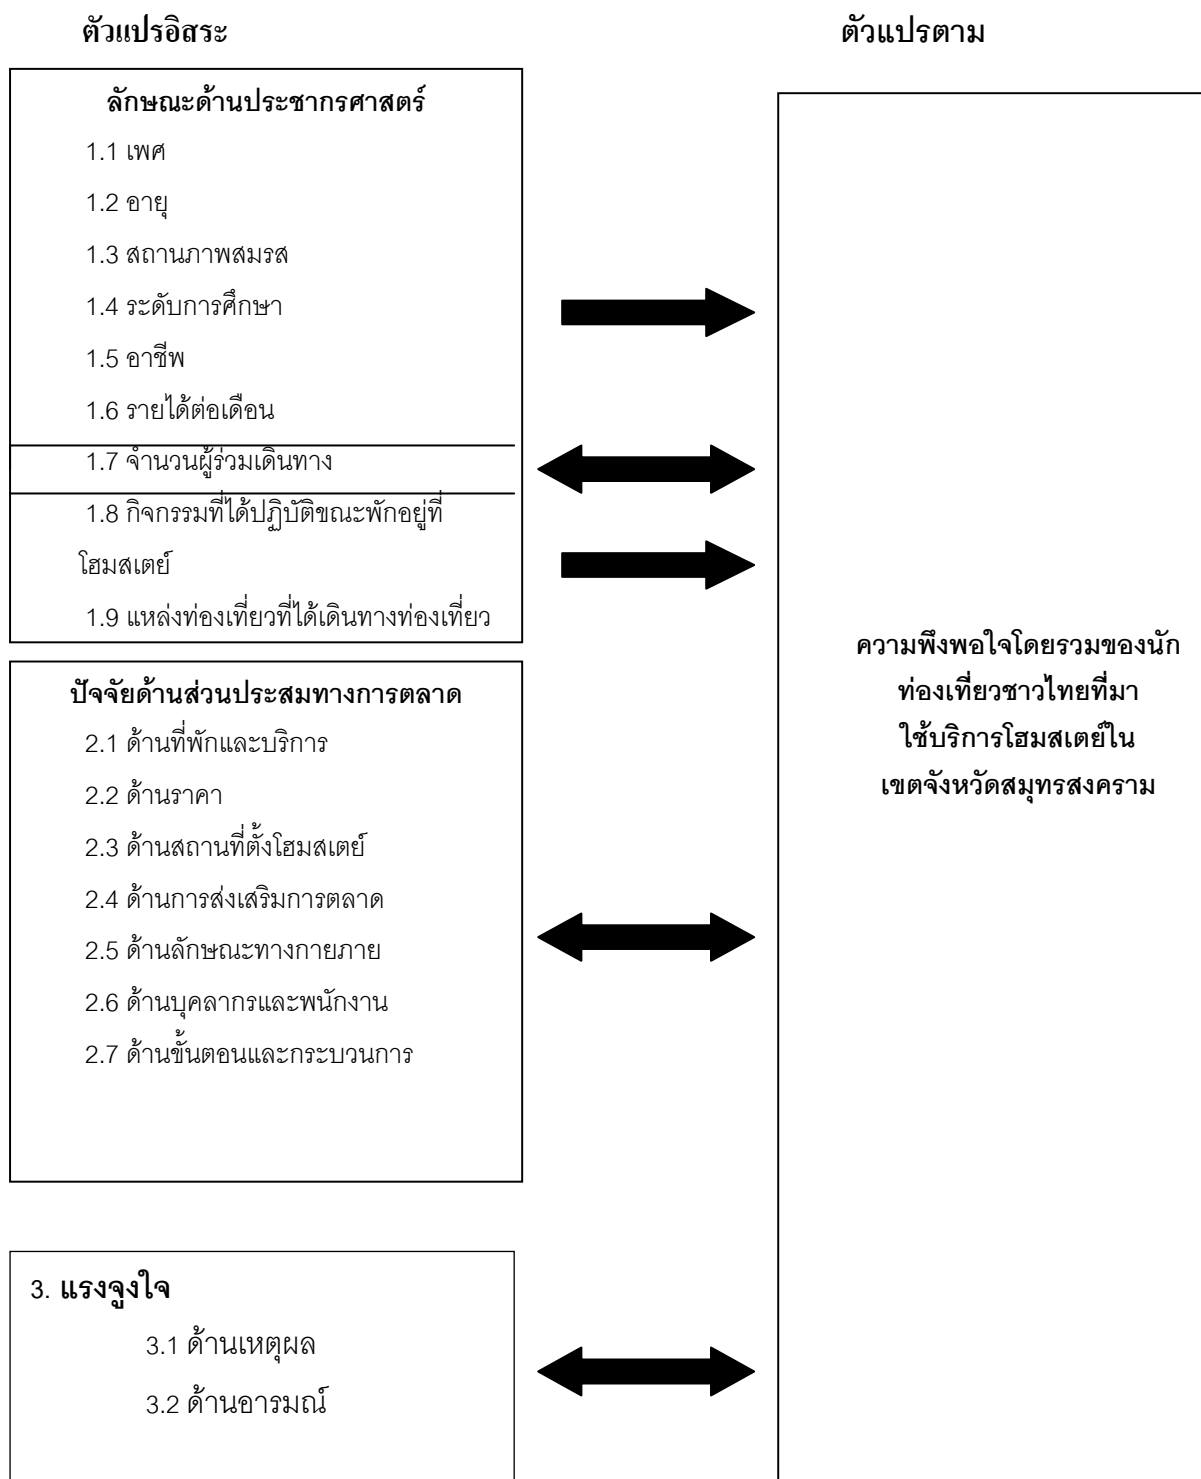 ตัวแปรอิสระ
ตัวแปรตาม
ลักษณะด้านประชากรศาสตร์
1.1 เพศ
1.2 อายุ
1.3 สถานภาพสมรส
1.4 ระดับการศึกษา
1.5 อาชีพ
1.6 รายได้ต่อเดือน
1.7 จำนวนผู้ร่วมเดินทาง
1.8 กิจกรรมที่ได้ปฏิบัติขณะพักอยู่ที่
โฮมสเตย์
1.9 แหล่งท่องเที่ยวที่ได้เดินทางท่องเที่ยว
ปัจจัยด้านส่วนประสมทางการตลาด
2.1 ด้านที่พักและบริการ
2.2 ด้านราคา
2.3 ด้านสถานที่ตั้งโฮมสเตย์
2.4 ด้านการส่งเสริมการตลาด
2.5 ด้านลักษณะทางกายภาย
2.6 ด้านบุคลากรและพนักงาน
2.7 ด้านขั้นตอนและกระบวนการ
3. แรงจูงใจ
3.1 ด้านเหตุผล
3.2 ด้านอารมณ์
ความพึงพอใจโดยรวมของนัก
ท่องเที่ยวชาวไทยที่มา
ใช้บริการโฮมสเตย์ใน
เขตจังหวัดสมุทรสงคราม